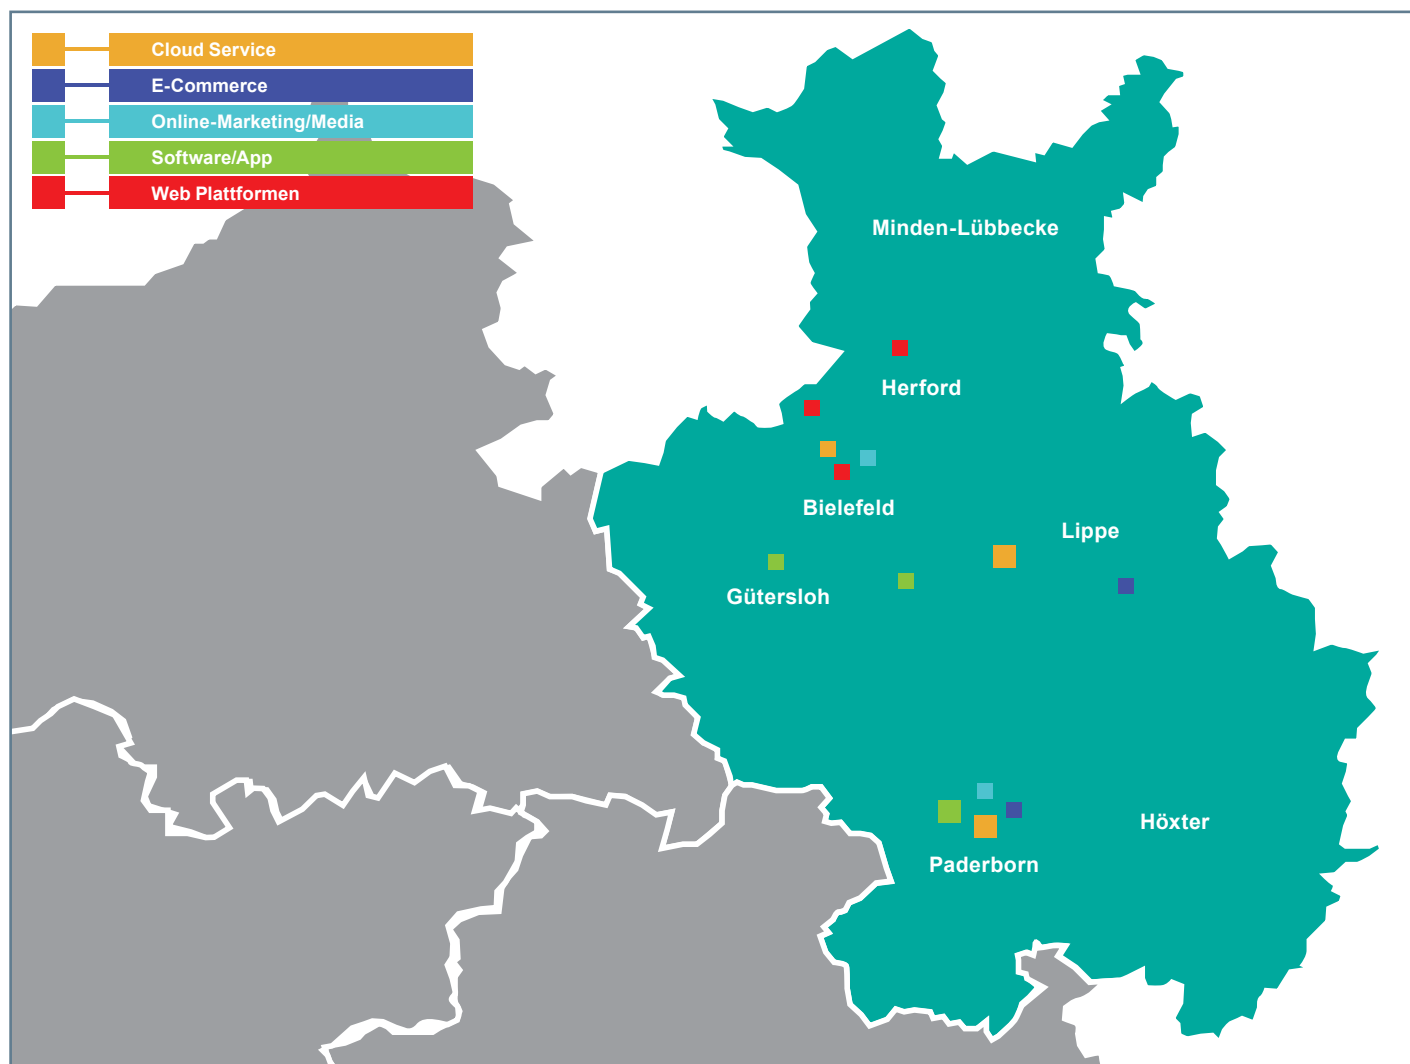 Cloud Service
E-Commerce
Online-Marketing/Media
Software/App
Web Plattformen
Minden-Lübbecke
Herford
Bielefeld
Lippe
Gütersloh
Höxter
Paderborn